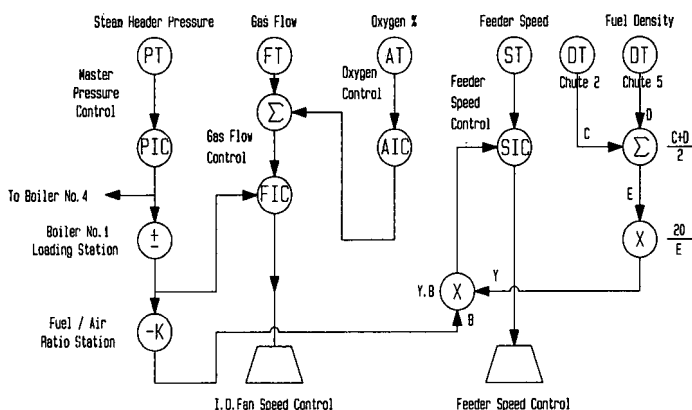 Steam Header Pressure
Gas Flow
Oxygen %
Feeder Speed
Fuel Density
PT
FT
AT
ST
DT
DT
Chute 2
Chute 5
Master
Pressure
Control
Oxygen
Control
Feeder
Speed
Control
Σ
C
D
PIC
Gas Flow
Control
AIC
SIC
Σ
C+D
2
To Boiler No.4
FIC
E
Boiler No.1
Loading Station
±
X
20
E
Y
Y.B
X
B
Fuel / Air
Ratio Station
-K
I.D.Fan Speed Control
Feeder Speed Control